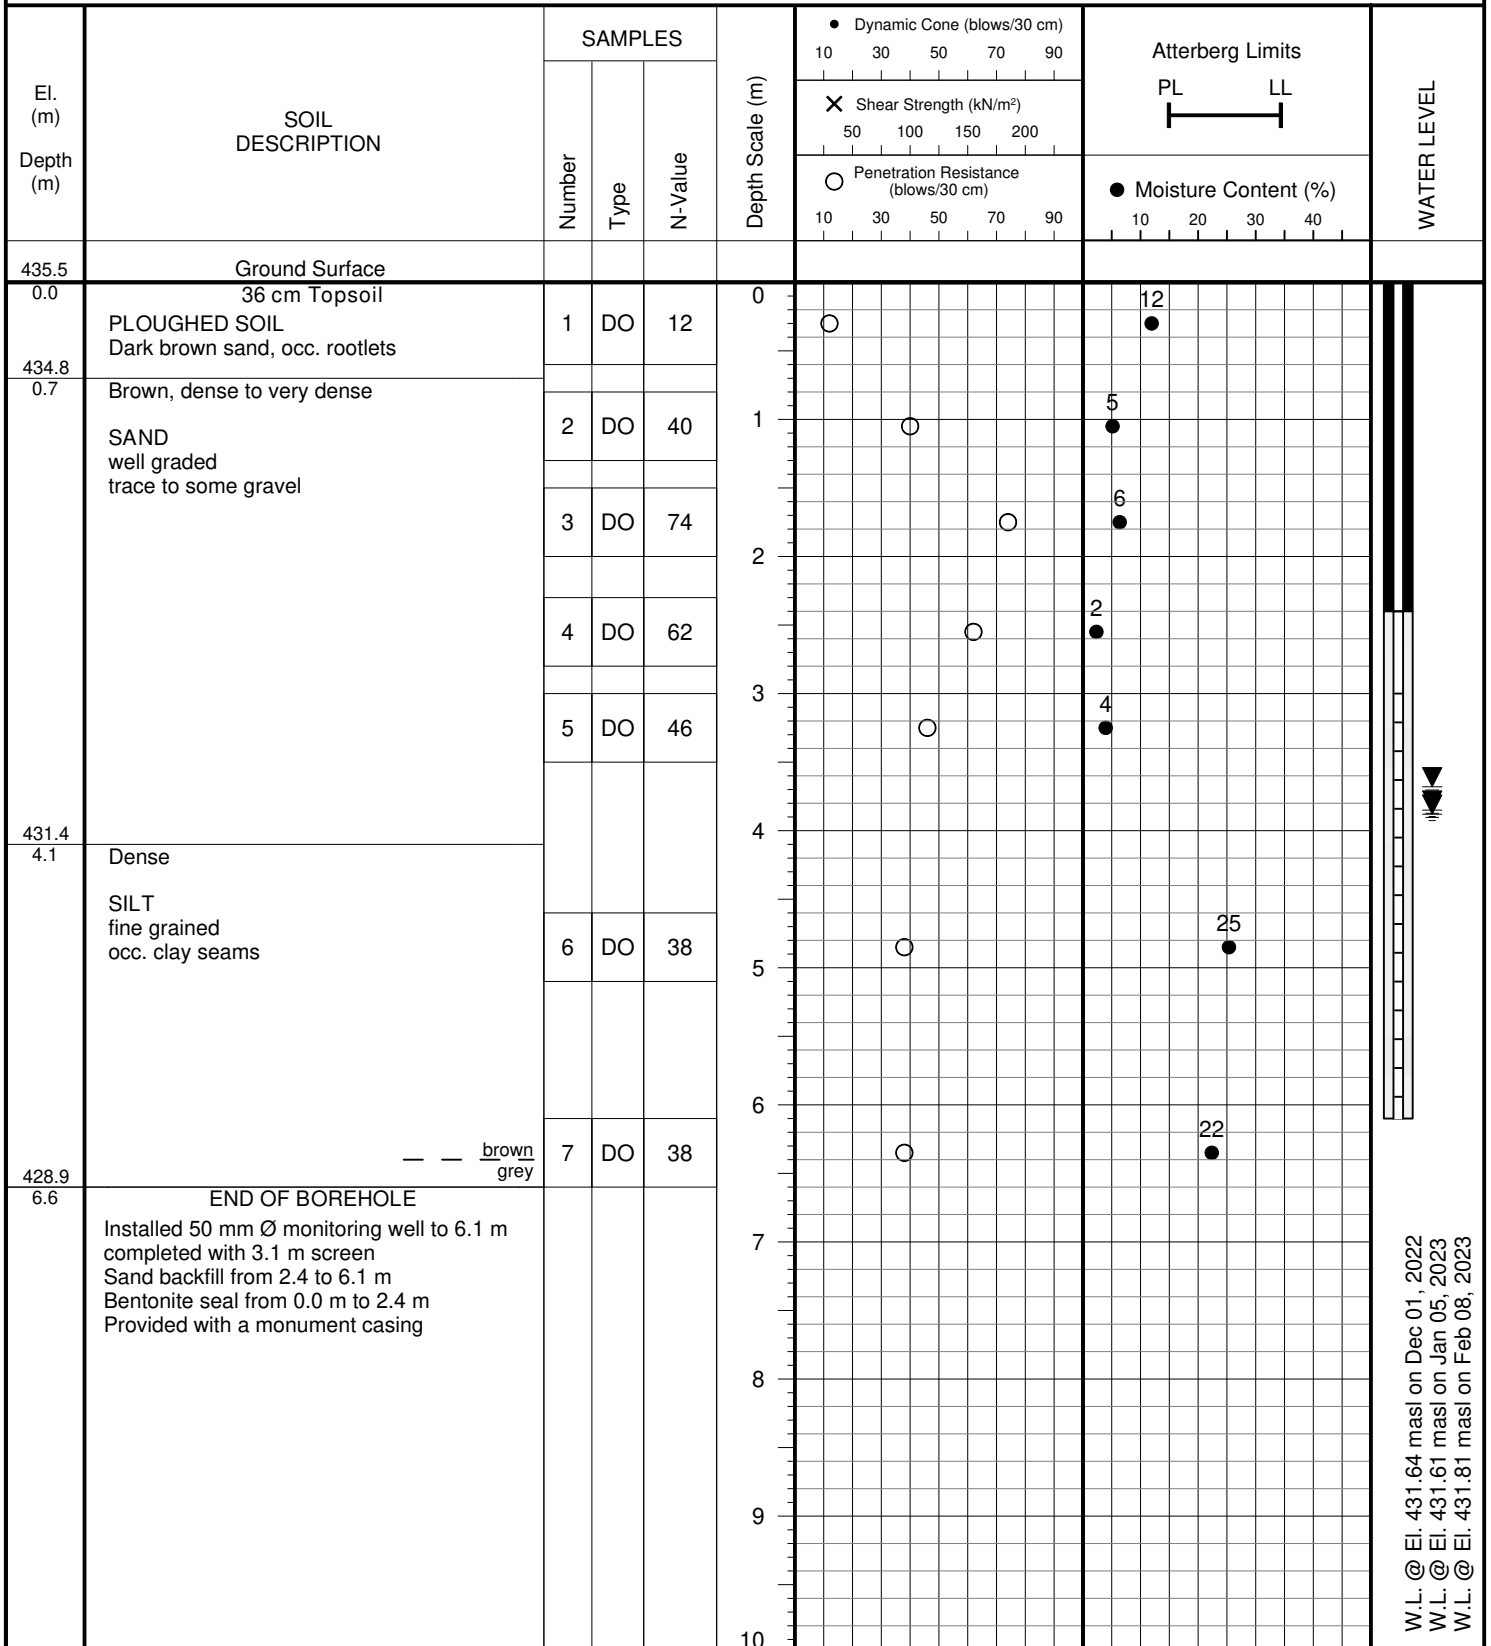 El.
(m)
Depth
(m)
SOIL
DESCRIPTION
SAMPLES
Number
Type
N-Value
Depth Scale (m)
Dynamic Cone (blows/30 cm)
10 30 50 70 90
Shear Strength (kN/m²)
50 100 150 200
Penetration Resistance
(blows/30 cm)
10 30 50 70 90
Atterberg Limits
PL LL
Moisture Content (%)
10 20 30 40
WATER LEVEL
435.5 Ground Surface
0.0 36 cm Topsoil 0
PLOUGHED SOIL 1 DO 12 12
Dark brown sand, occ. rootlets
434.8
0.7 Brown, dense to very dense
5
SAND 2 DO 40 1
well graded
trace to some gravel
6
3 DO 74
2
2
4 DO 62
3
4
5 DO 46
431.4 4
4.1 Dense
SILT
fine grained 25
occ. clay seams 6 DO 38
5
6
22
brown 7 DO 38
grey
428.9
6.6 END OF BOREHOLE
Installed 50 mm Ø monitoring well to 6.1 m
completed with 3.1 m screen 7
Sand backfill from 2.4 to 6.1 m
Bentonite seal from 0.0 m to 2.4 m
Provided with a monument casing
8
9
10
W.L. @ El. 431.64 masl on Dec 01, 2022
W.L. @ El. 431.61 masl on Jan 05, 2023
W.L. @ El. 431.81 masl on Feb 08, 2023